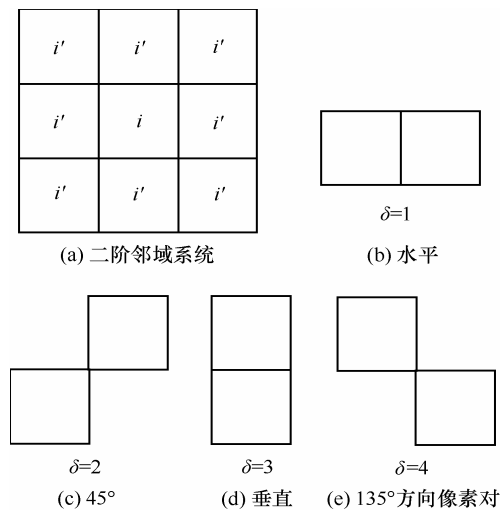 i′ i′ i′
i′ i i′
i′ i′ i′
δ=1
(a) 二阶邻域系统 (b) 水平
δ=2 δ=3 δ=4
(c) 45° (d) 垂直 (e) 135°方向像素对